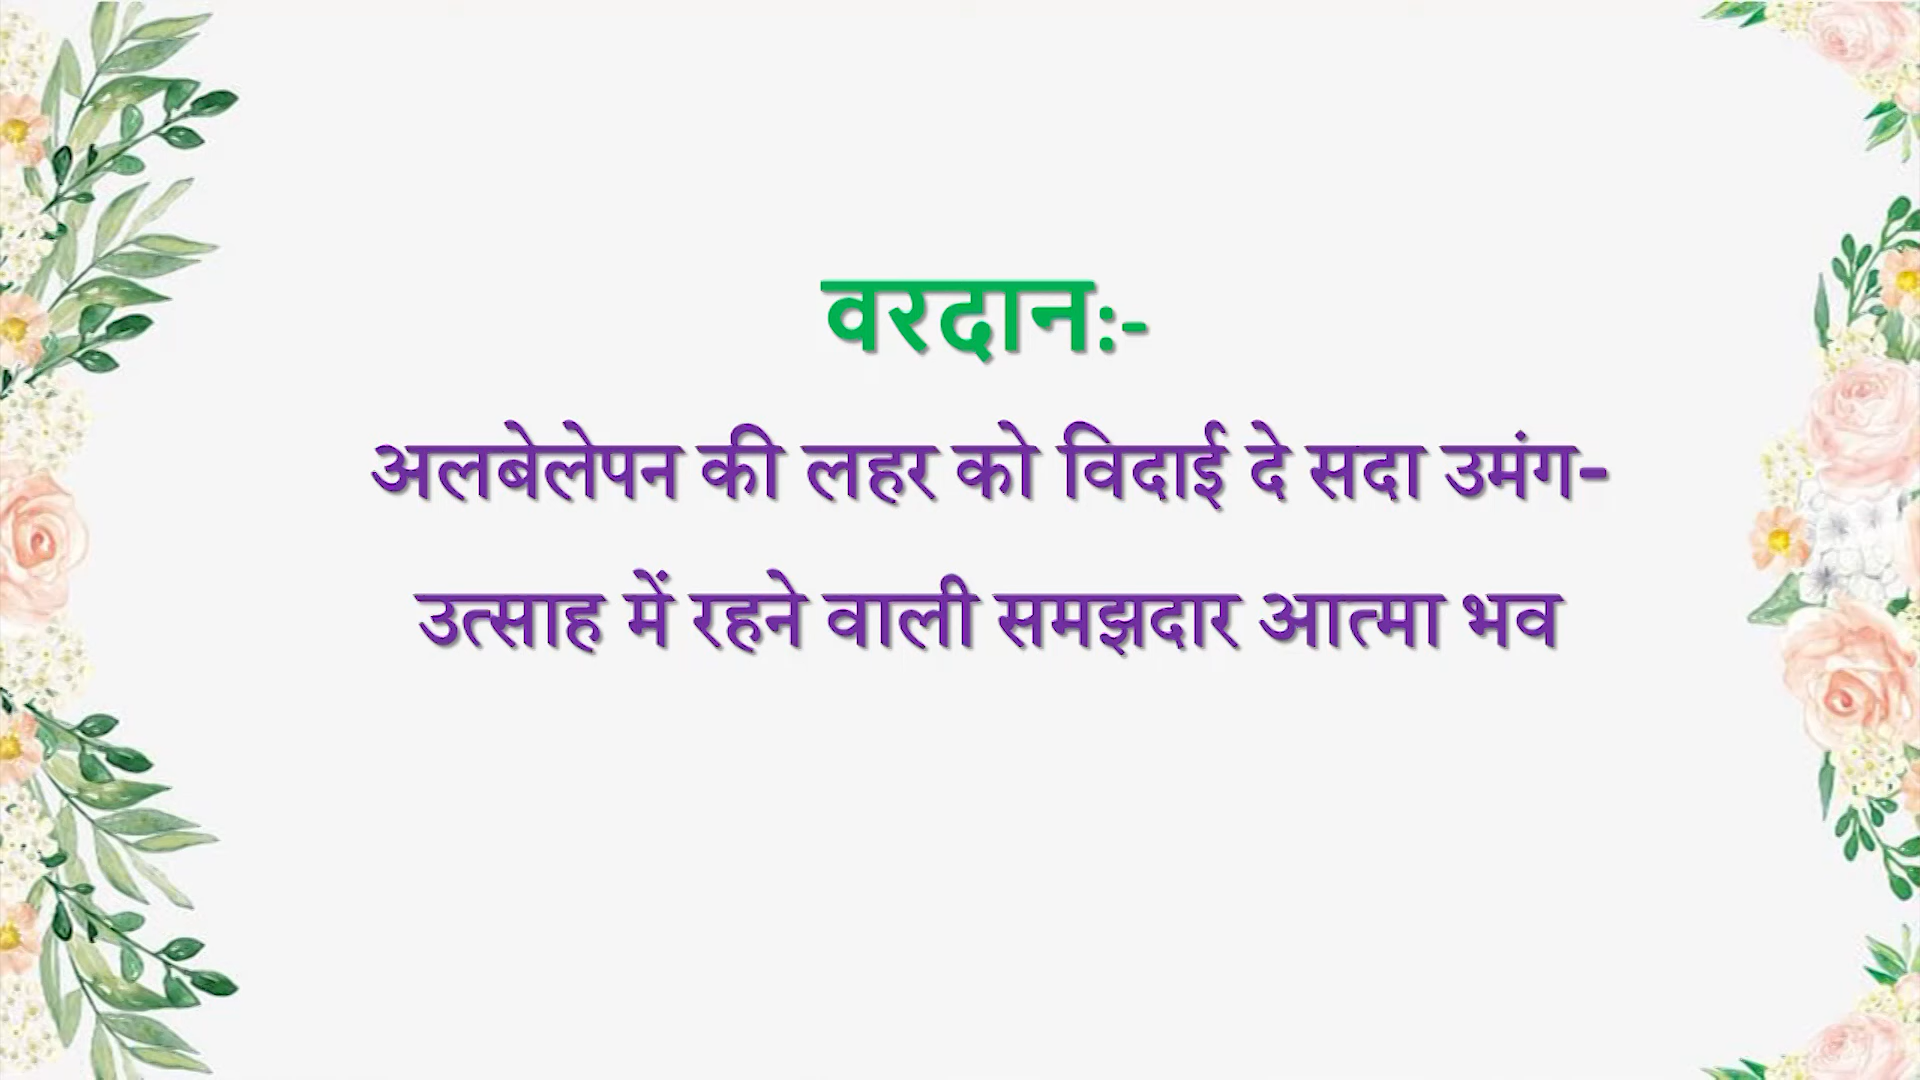 वरदान:-
अलबेलेपन की लहर को विदाई दे सदा उमंग-
उत्साह में रहने वाली समझदार आत्मा भव